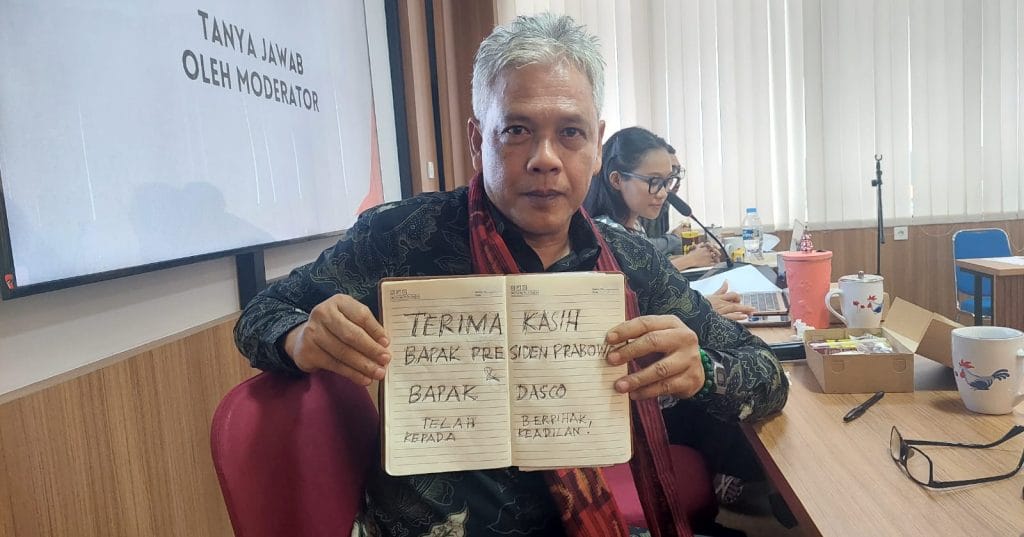 TANYA JAWAB
OLEH MODERATOR
TERIMA KASIH
BAPAK PRESIDEN PRABOWO
&
BAPAK DASCO
TELAH BERPIHAK,
KEPADA KEADILAN.